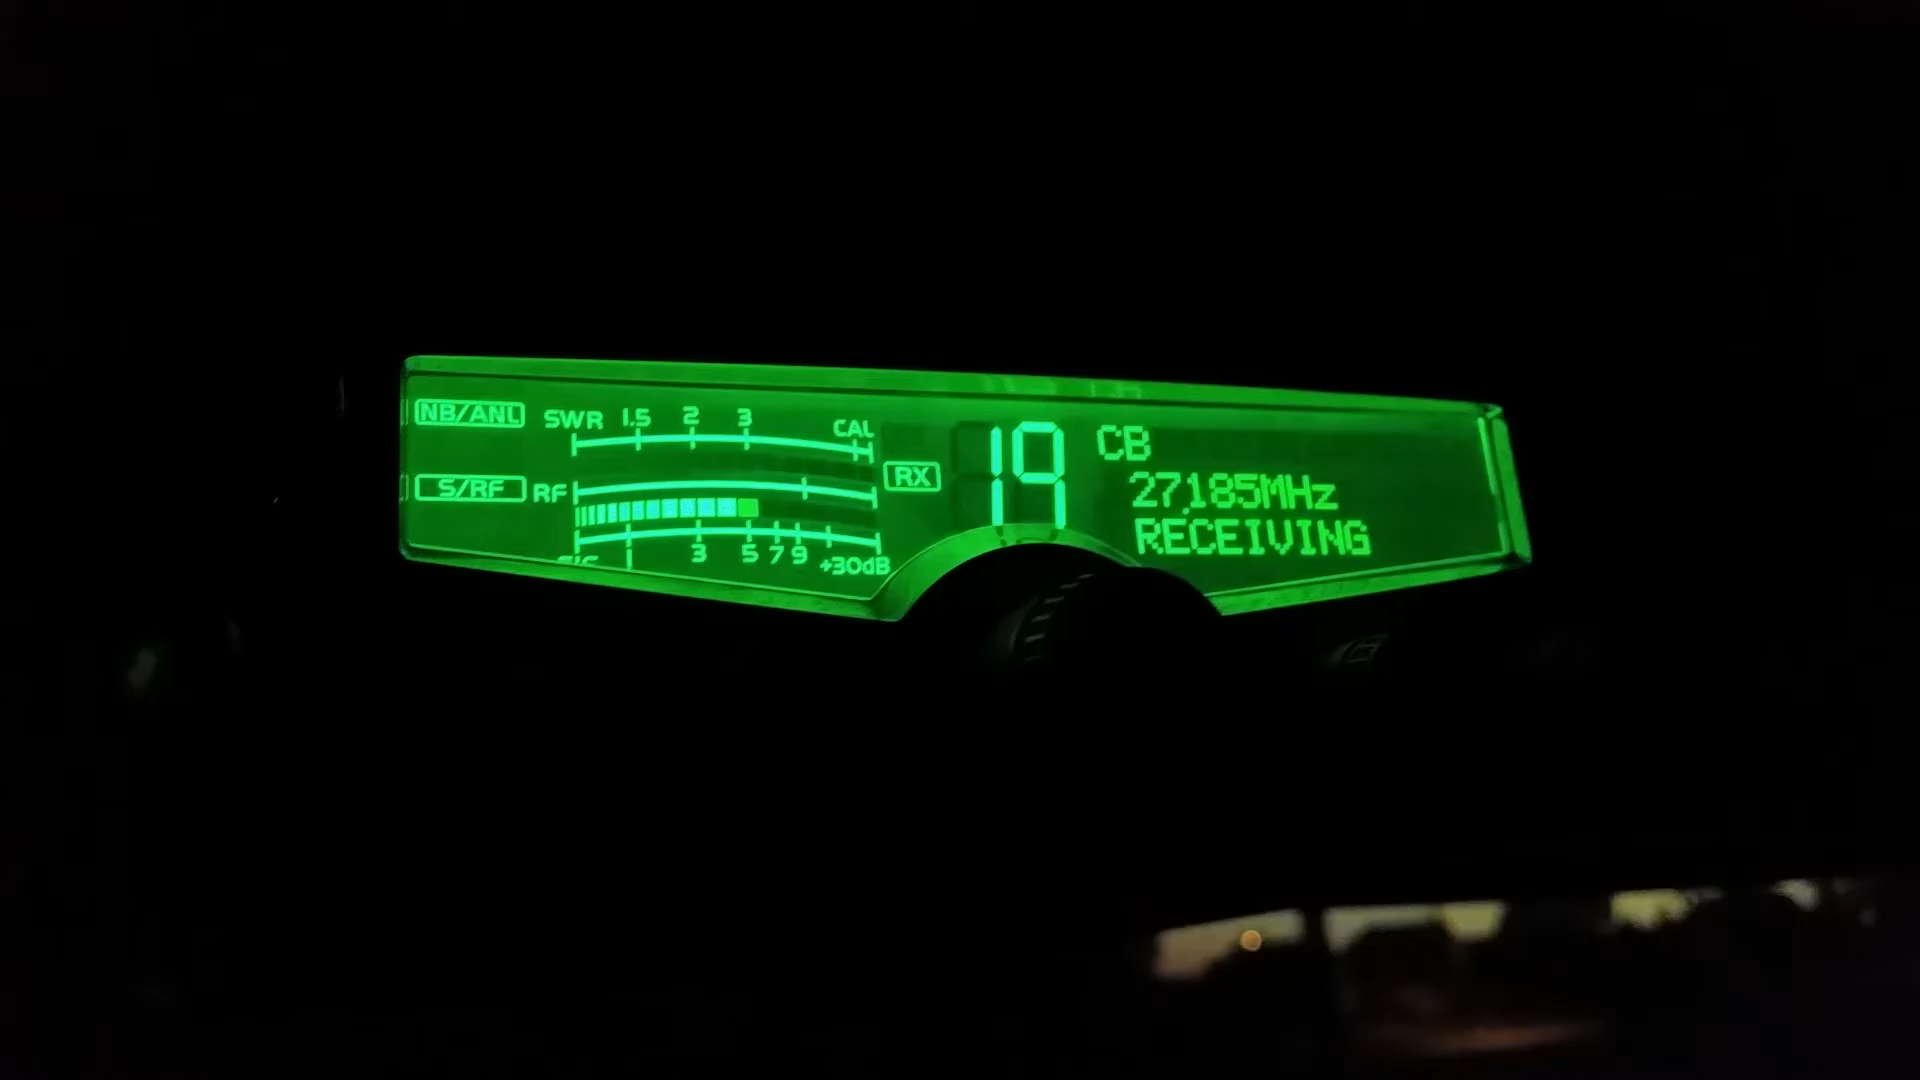 NB/ANL SWR 1.5 2 3 CAL
S/RF RF RX 19
3 5 7 9 +30dB
CB
27.185MHz
RECEIVING